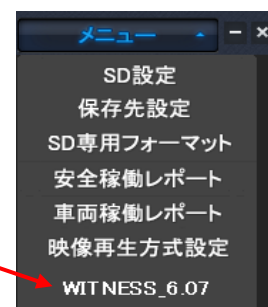 メニュー
SD設定
保存先設定
SD専用フォーマット
安全稼働レポート
車両稼働レポート
映像再生方式設定
WITNESS_6.07